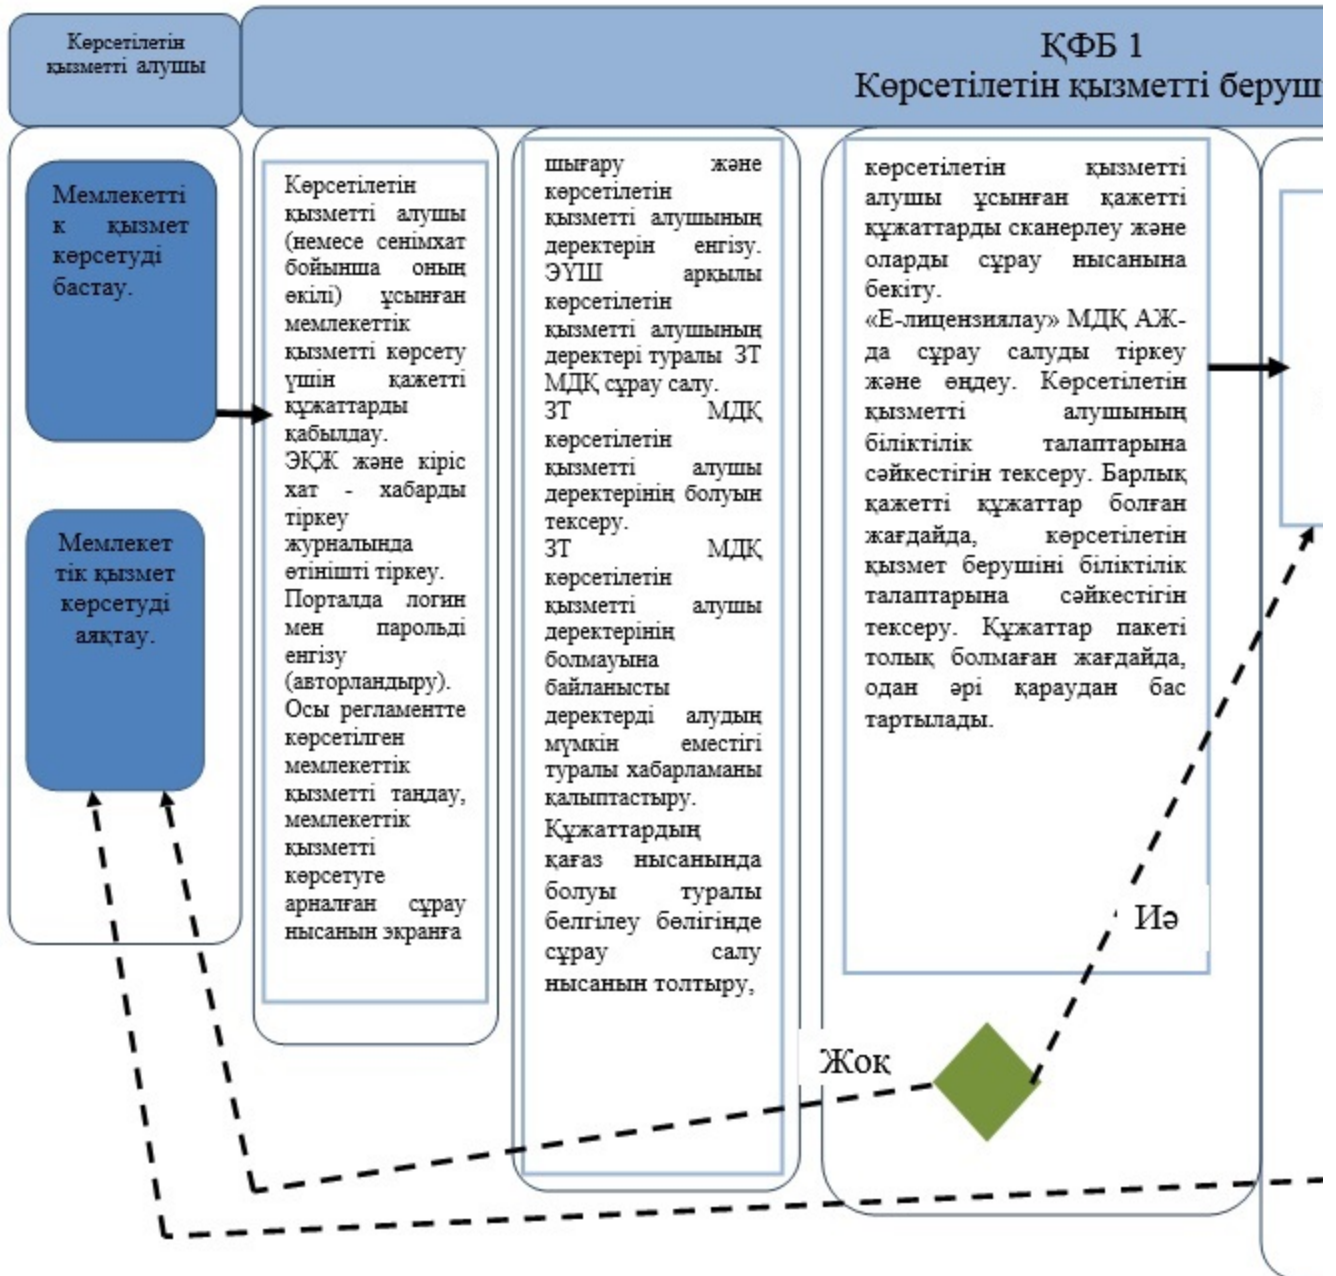 Көрсетілетін
қызметті алушы
ҚФБ 1
Көрсетілетін қызметті беруші
Мемлекетті
к қызмет
көрсетуді
бастау.
Мемлекет
тік қызмет
көрсетуді
аяқтау.
Көрсетілетін
қызметті алушы
(немесе сенімхат
бойынша оның
өкілі) ұсынған
мемлекеттік
қызметті көрсету
үшін қажетті
құжаттарды
қабылдау.
ЭҚЖ және кіріс
хат - хабарды
тіркеу
журналында
өтінішті тіркеу.
Порталда логин
мен парольді
енгізу
(авторландыру).
Осы регламентте
көрсетілген
мемлекеттік
қызметті таңдау,
мемлекеттік
қызметті
көрсетуге
арналған сұрау
нысанын экранға
шығару және
көрсетілетін
қызметті алушының
деректерін енгізу.
ЭҮШ арқылы
көрсетілетін
қызметті алушының
деректері туралы ЗТ
МДҚ сұрау салу.
ЗТ МДҚ
көрсетілетін
қызметті алушы
деректерінің болуын
тексеру.
ЗТ МДҚ
көрсетілетін
қызметті алушы
деректерінің
болмауына
байланысты
деректерді алудың
мүмкін еместігі
туралы хабарламаны
қалыптастыру.
Құжаттардың
қағаз нысанында
болуы туралы
белгілеу бөлігінде
сұрау салу
нысанын толтыру,
көрсетілетін қызметті
алушы ұсынған қажетті
құжаттарды сканерлеу және
оларды сұрау нысанына
бекіту.
«Е-лицензиялау» МДҚ АЖ-
да сұрау салуды тіркеу
және өңдеу. Көрсетілетін
қызметті алушының
біліктілік талаптарына
сәйкестігін тексеру. Барлық
қажетті құжаттар болған
жағдайда, көрсетілетін
қызмет берушіні біліктілік
талаптарына сәйкестігін
тексеру. Құжаттар пакеті
толық болмаған жағдайда,
одан әрі қараудан бас
тартылады.
Иә
Жоқ